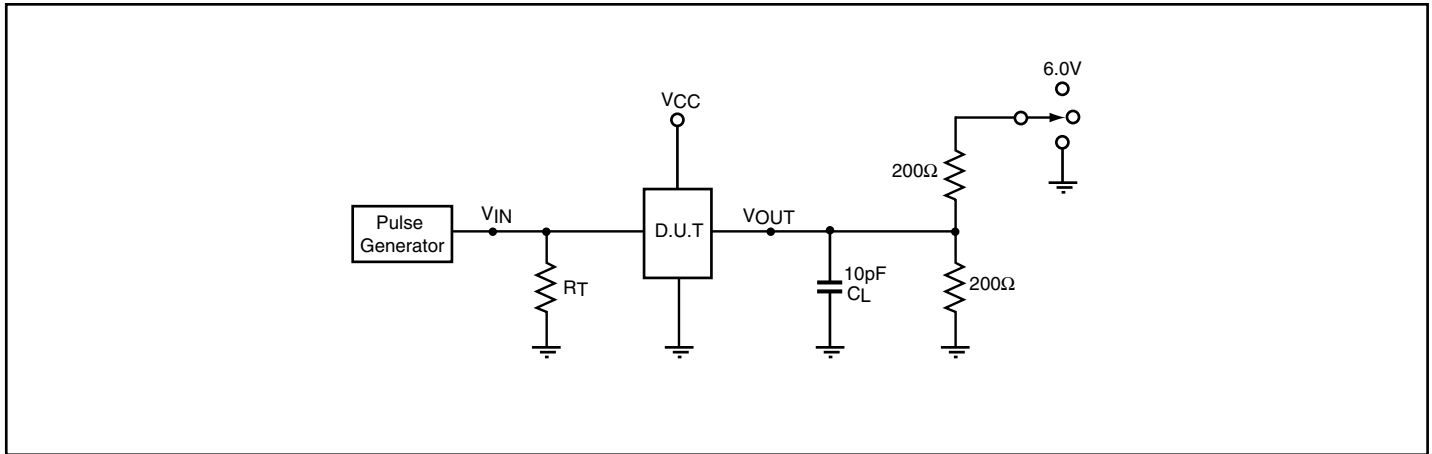 6.0V
VCC
200Ω
Pulse
Generator
VIN
D.U.T
VOUT
RT
10pF
CL
200Ω